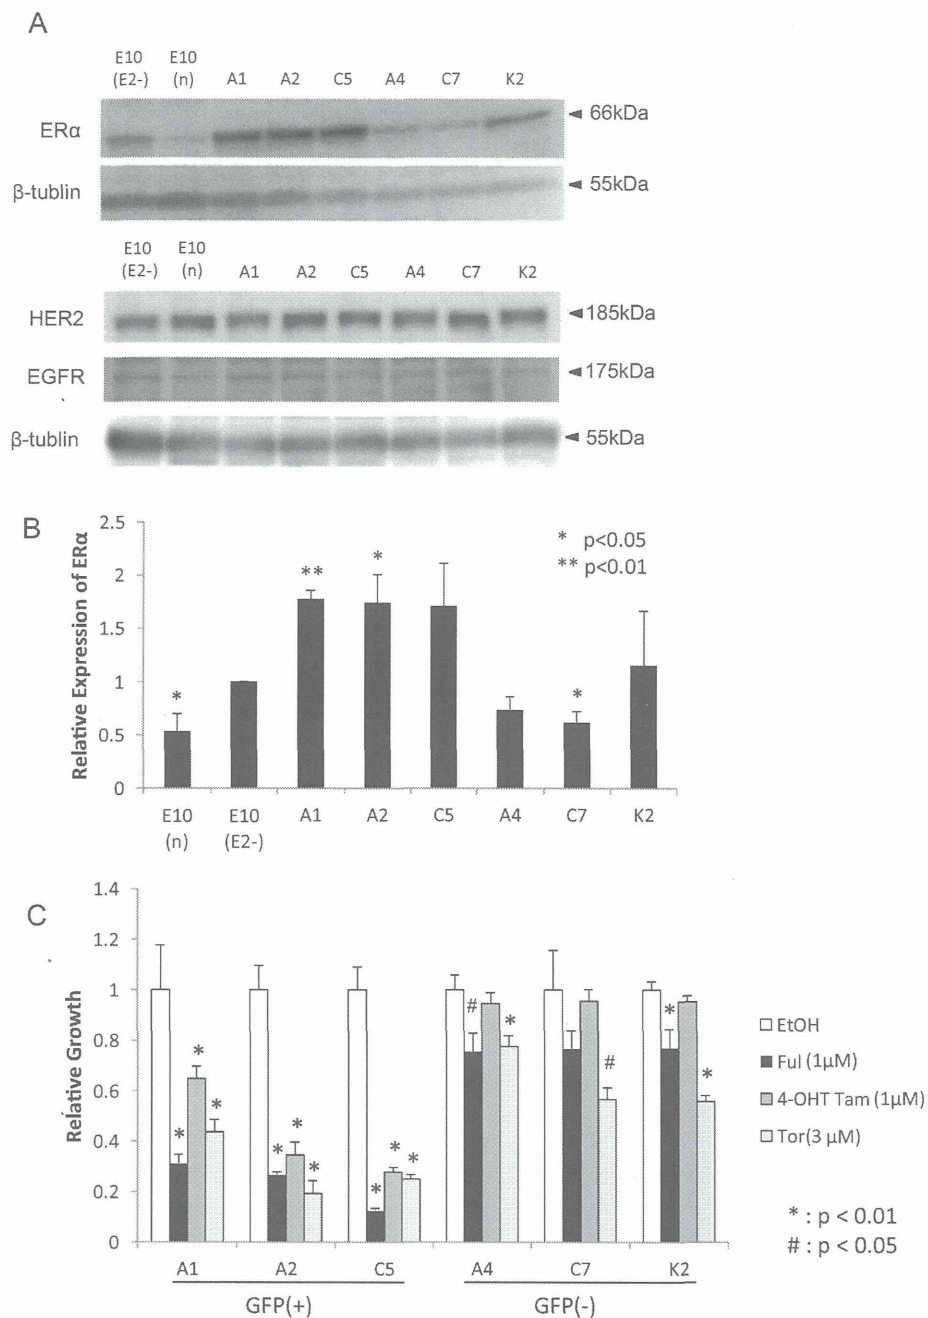 A
E10 (E2-) E10 (n) A1 A2 C5 A4 C7 K2
ERα
66kDa
β-tublin
55kDa
E10 (E2-) E10 (n) A1 A2 C5 A4 C7 K2
HER2
185kDa
EGFR
175kDa
β-tublin
55kDa
B
Relative Expression of ERα
2.5
2
1.5
1
0.5
0
* p<0.05
** p<0.01
* ** * *
E10 (n) E10 (E2-) A1 A2 C5 A4 C7 K2
C
Relative Growth
1.4
1.2
1
0.8
0.6
0.4
0.2
0
* * * * * * * * * # * # * *
EtOH
Ful (1μM)
4-OHT Tam (1μM)
Tor(3 μM)
* : p < 0.01
# : p < 0.05
A1 A2 C5 A4 C7 K2
GFP(+) GFP(-)